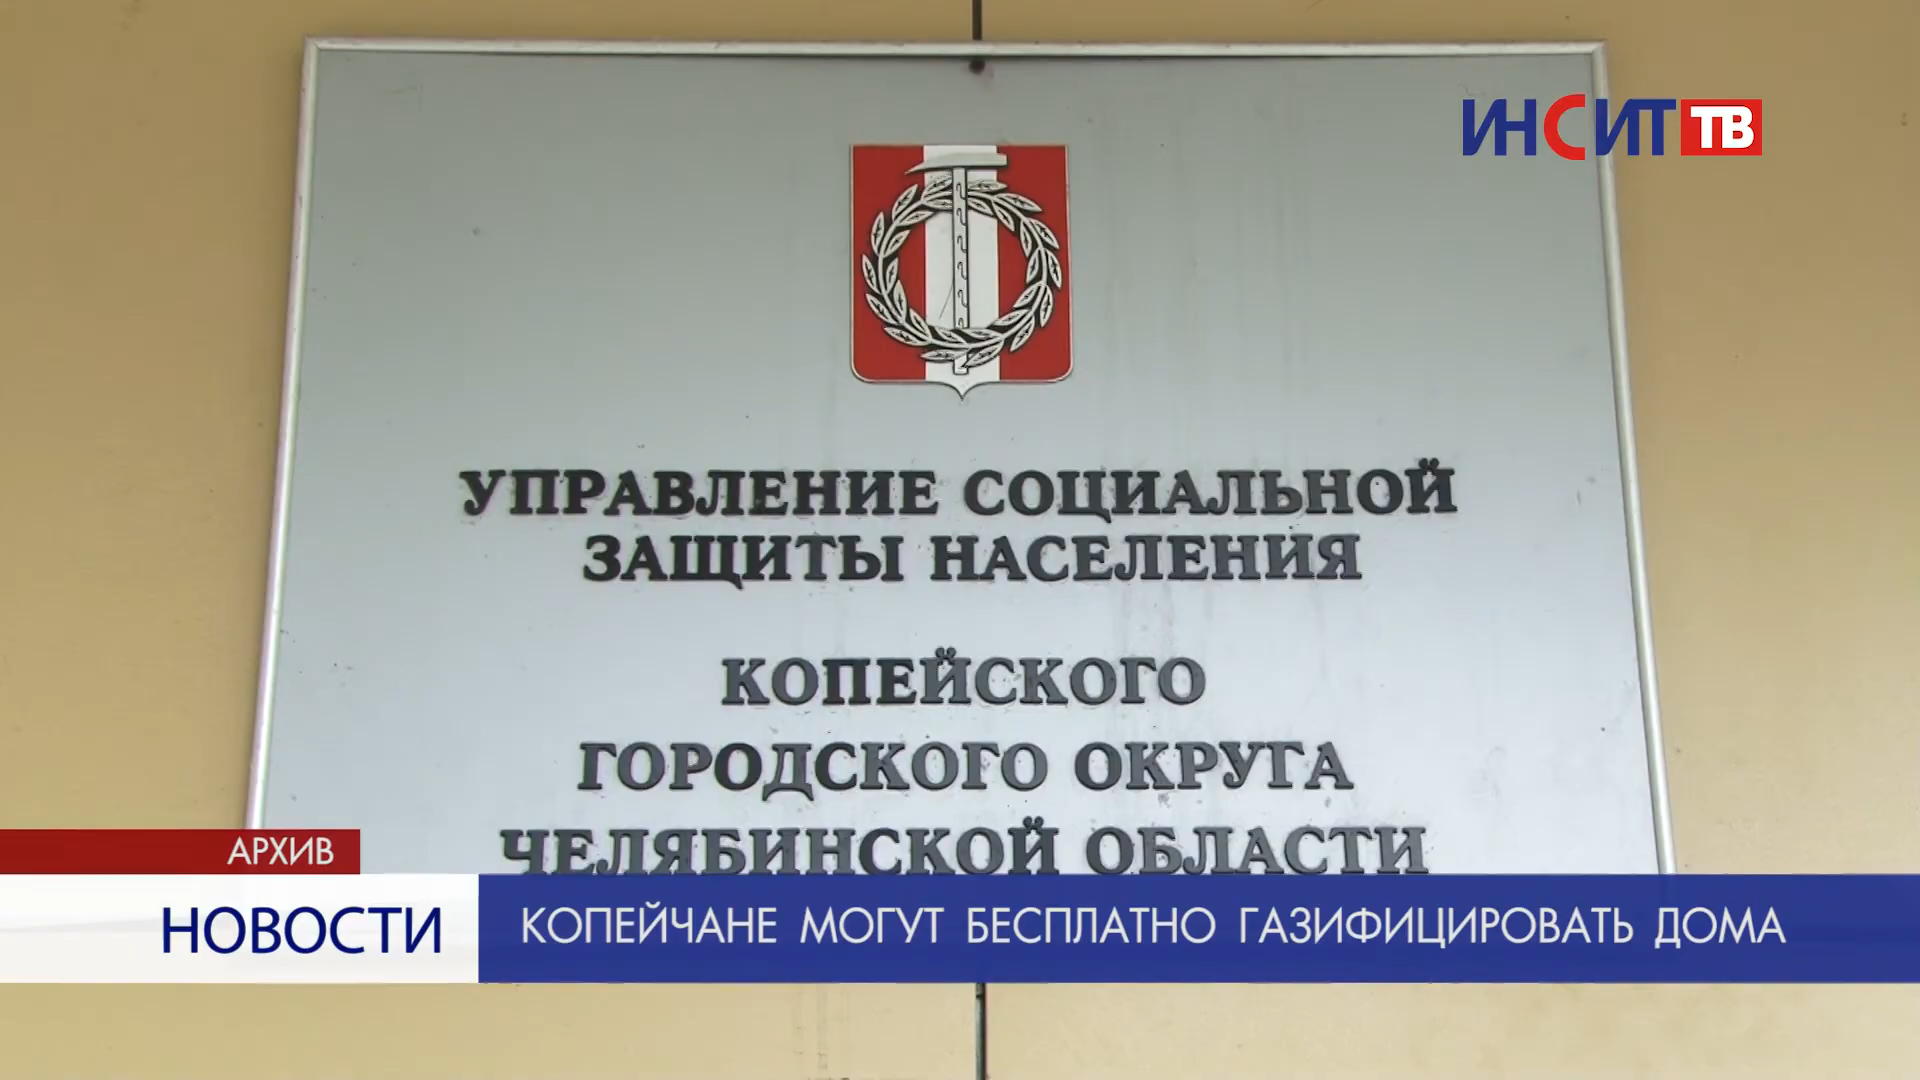 ИНСИТ ТВ
УПРАВЛЕНИЕ СОЦИАЛЬНОЙ
ЗАЩИТЫ НАСЕЛЕНИЯ
КОПЕЙСКОГО
ГОРОДСКОГО ОКРУГА
ЧЕЛЯБИНСКОЙ ОБЛАСТИ
АРХИВ
НОВОСТИ
КОПЕЙЧАНЕ МОГУТ БЕСПЛАТНО ГАЗИФИЦИРОВАТЬ ДОМА